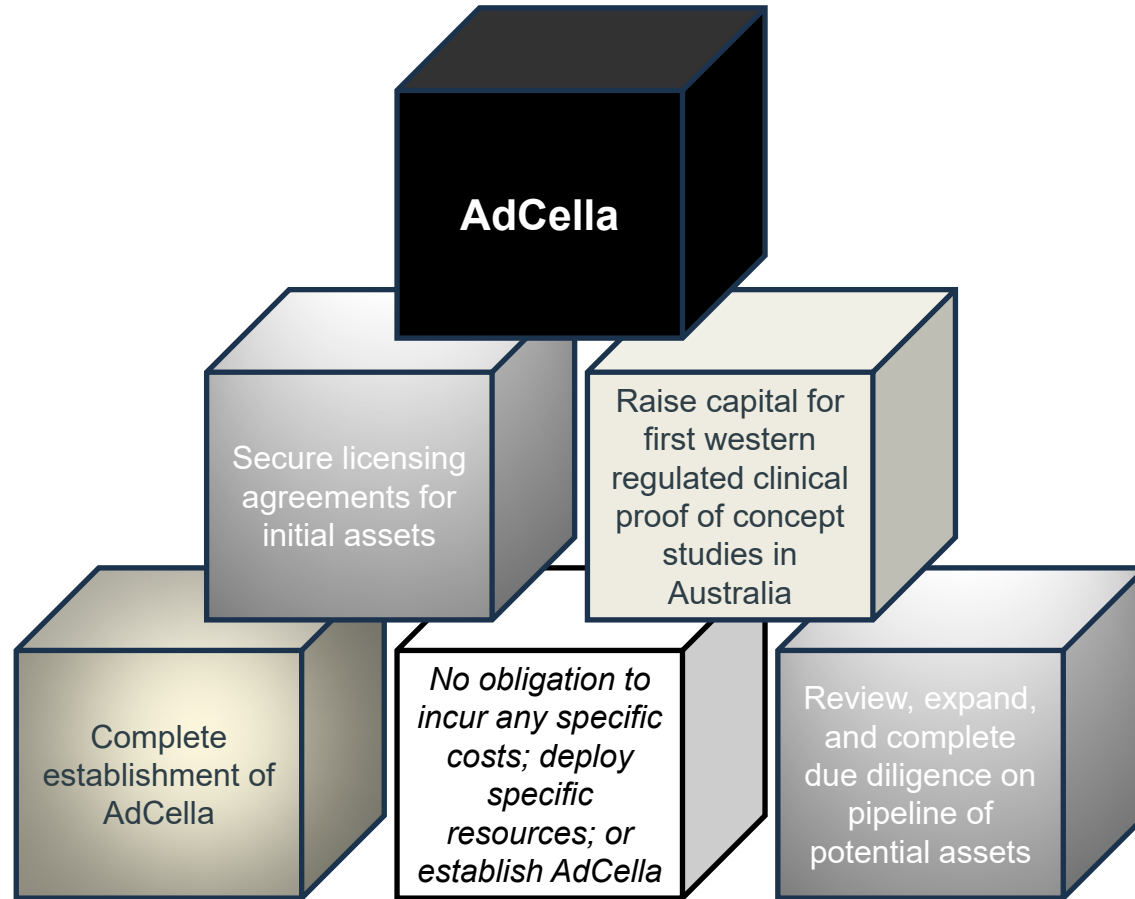 AdCella
Secure licensing
agreements for
initial assets
Raise capital for
first western
regulated clinical
proof of concept
studies in
Australia
Complete
establishment of
AdCella
No obligation to
incur any specific
costs; deploy
specific
resources; or
establish AdCella
Review, expand,
and complete
due diligence on
pipeline of
potential assets